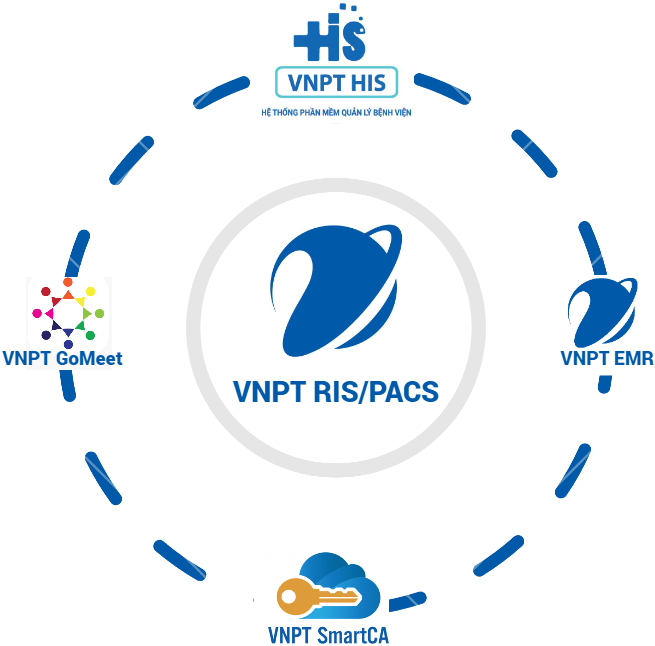 HiS
VNPT HIS
HỆ THỐNG PHẦN MỀM QUẢN LÝ BỆNH VIỆN
VNPT GoMeet
VNPT RIS/PACS
VNPT EMR
VNPT SmartCA